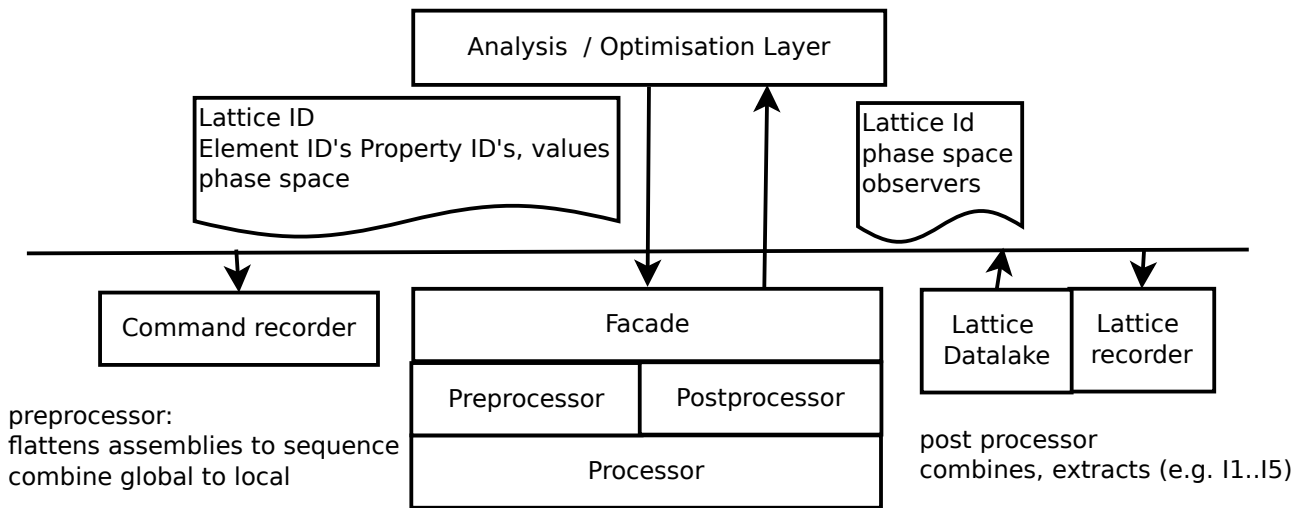 Analysis / Optimisation Layer
Lattice ID
Element ID's Property ID's, values
phase space
Lattice Id
phase space
observers
Command recorder
Facade
Lattice
Datalake
Lattice
recorder
Preprocessor
Postprocessor
Processor
preprocessor:
flattens assemblies to sequence
combine global to local
post processor
combines, extracts (e.g. I1..I5)